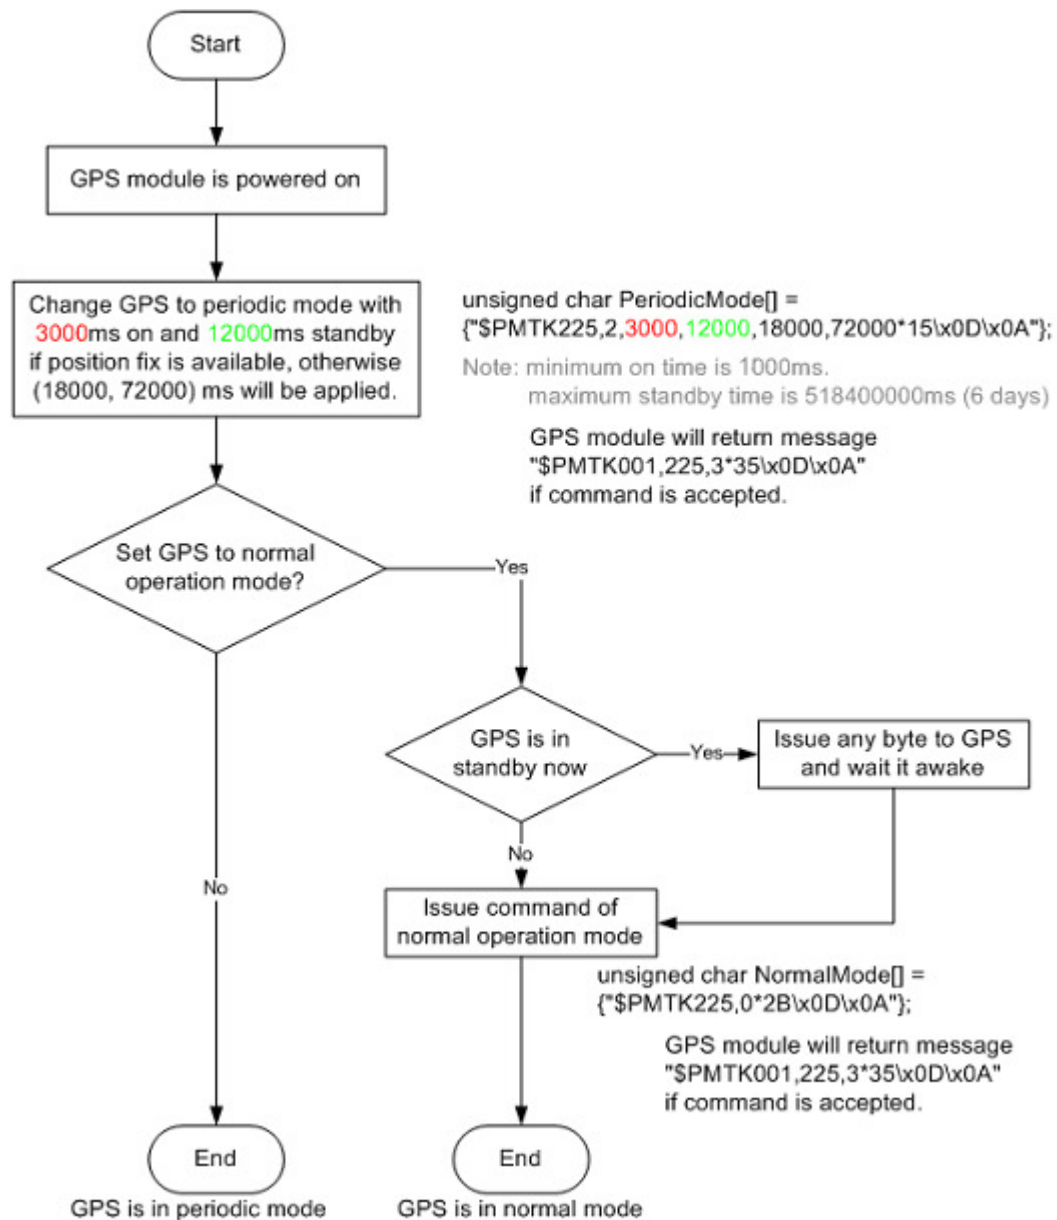 Start
GPS module is powered on
Change GPS to periodic mode with
3000ms on and 12000ms standby
if position fix is available, otherwise
(18000, 72000) ms will be applied.
unsigned char PeriodicMode[] =
{"$PMTK225,2,3000,12000,18000,72000*15\x0D\x0A"};
Note: minimum on time is 1000ms.
maximum standby time is 518400000ms (6 days)
GPS module will return message
"$PMTK001,225,3*35\x0D\x0A"
if command is accepted.
Set GPS to normal
operation mode?
Yes
GPS is in
standby now
Yes
Issue any byte to GPS
and wait it awake
No
No
Issue command of
normal operation mode
unsigned char NormalMode[] =
{"$PMTK225,0*2B\x0D\x0A"};
GPS module will return message
"$PMTK001,225,3*35\x0D\x0A"
if command is accepted.
End
End
GPS is in periodic mode
GPS is in normal mode